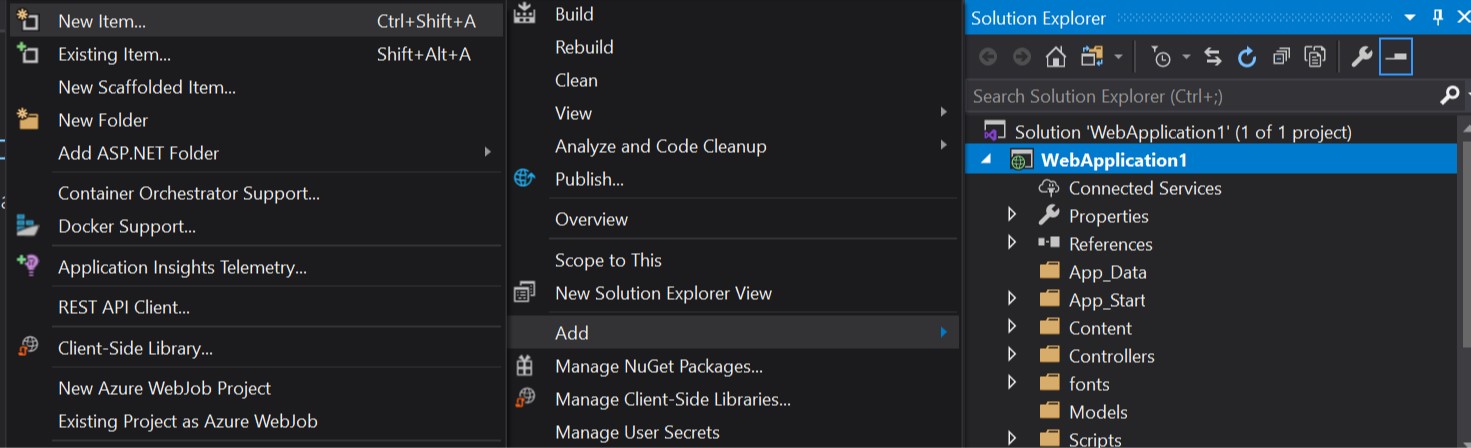 New Item... Ctrl+Shift+A
Existing Item... Shift+Alt+A
New Scaffolded Item...
New Folder
Add ASP.NET Folder
Container Orchestrator Support...
Docker Support...
Application Insights Telemetry...
REST API Client...
Client-Side Library...
New Azure WebJob Project
Existing Project as Azure WebJob
Build
Rebuild
Clean
View
Analyze and Code Cleanup
Publish...
Overview
Scope to This
New Solution Explorer View
Add
Manage NuGet Packages...
Manage Client-Side Libraries...
Manage User Secrets
Solution Explorer
Search Solution Explorer (Ctrl+;)
Solution 'WebApplication1' (1 of 1 project)
WebApplication1
Connected Services
Properties
References
App_Data
App_Start
Content
Controllers
fonts
Models
Scripts